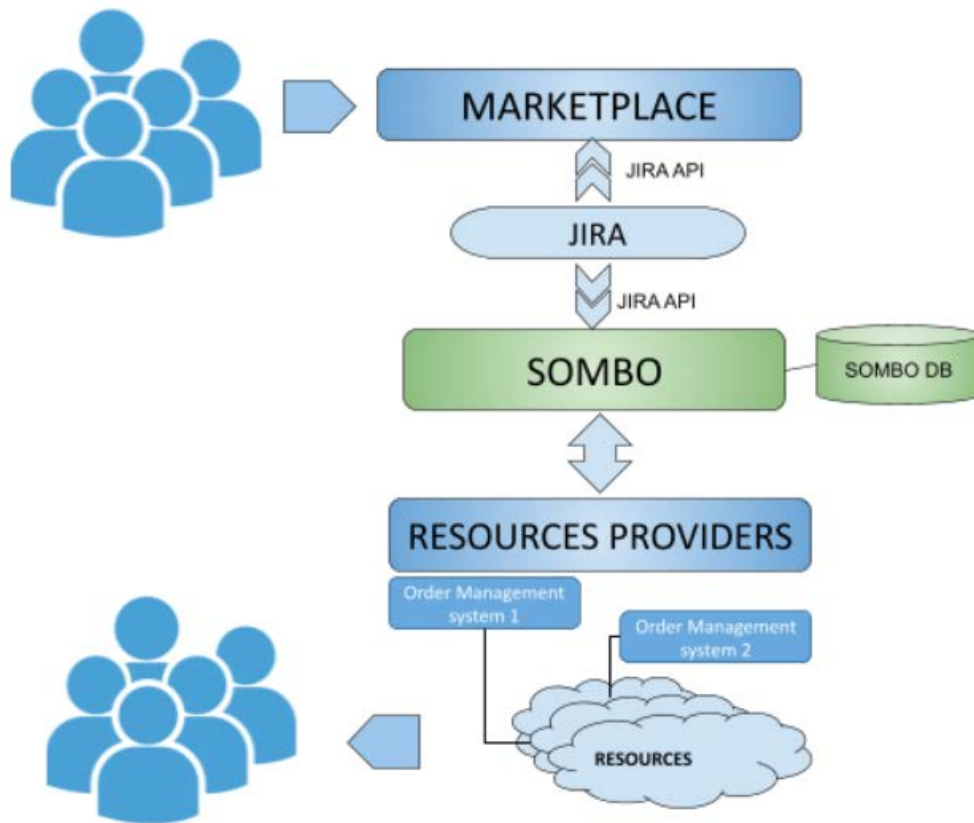 MARKETPLACE
JIRA API
JIRA
JIRA API
SOMBO
SOMBO DB
RESOURCES PROVIDERS
Order Management
system 1
Order Management
system 2
RESOURCES